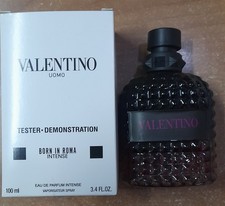 VALENTINO
UOMO
TESTER - DEMONSTRATION
BORN IN ROMA
INTENSE
EAU DE PARFUM INTENSE
VAPORISATEUR SPRAY
100 ml
3.4 FL.OZ.
VALENTINO